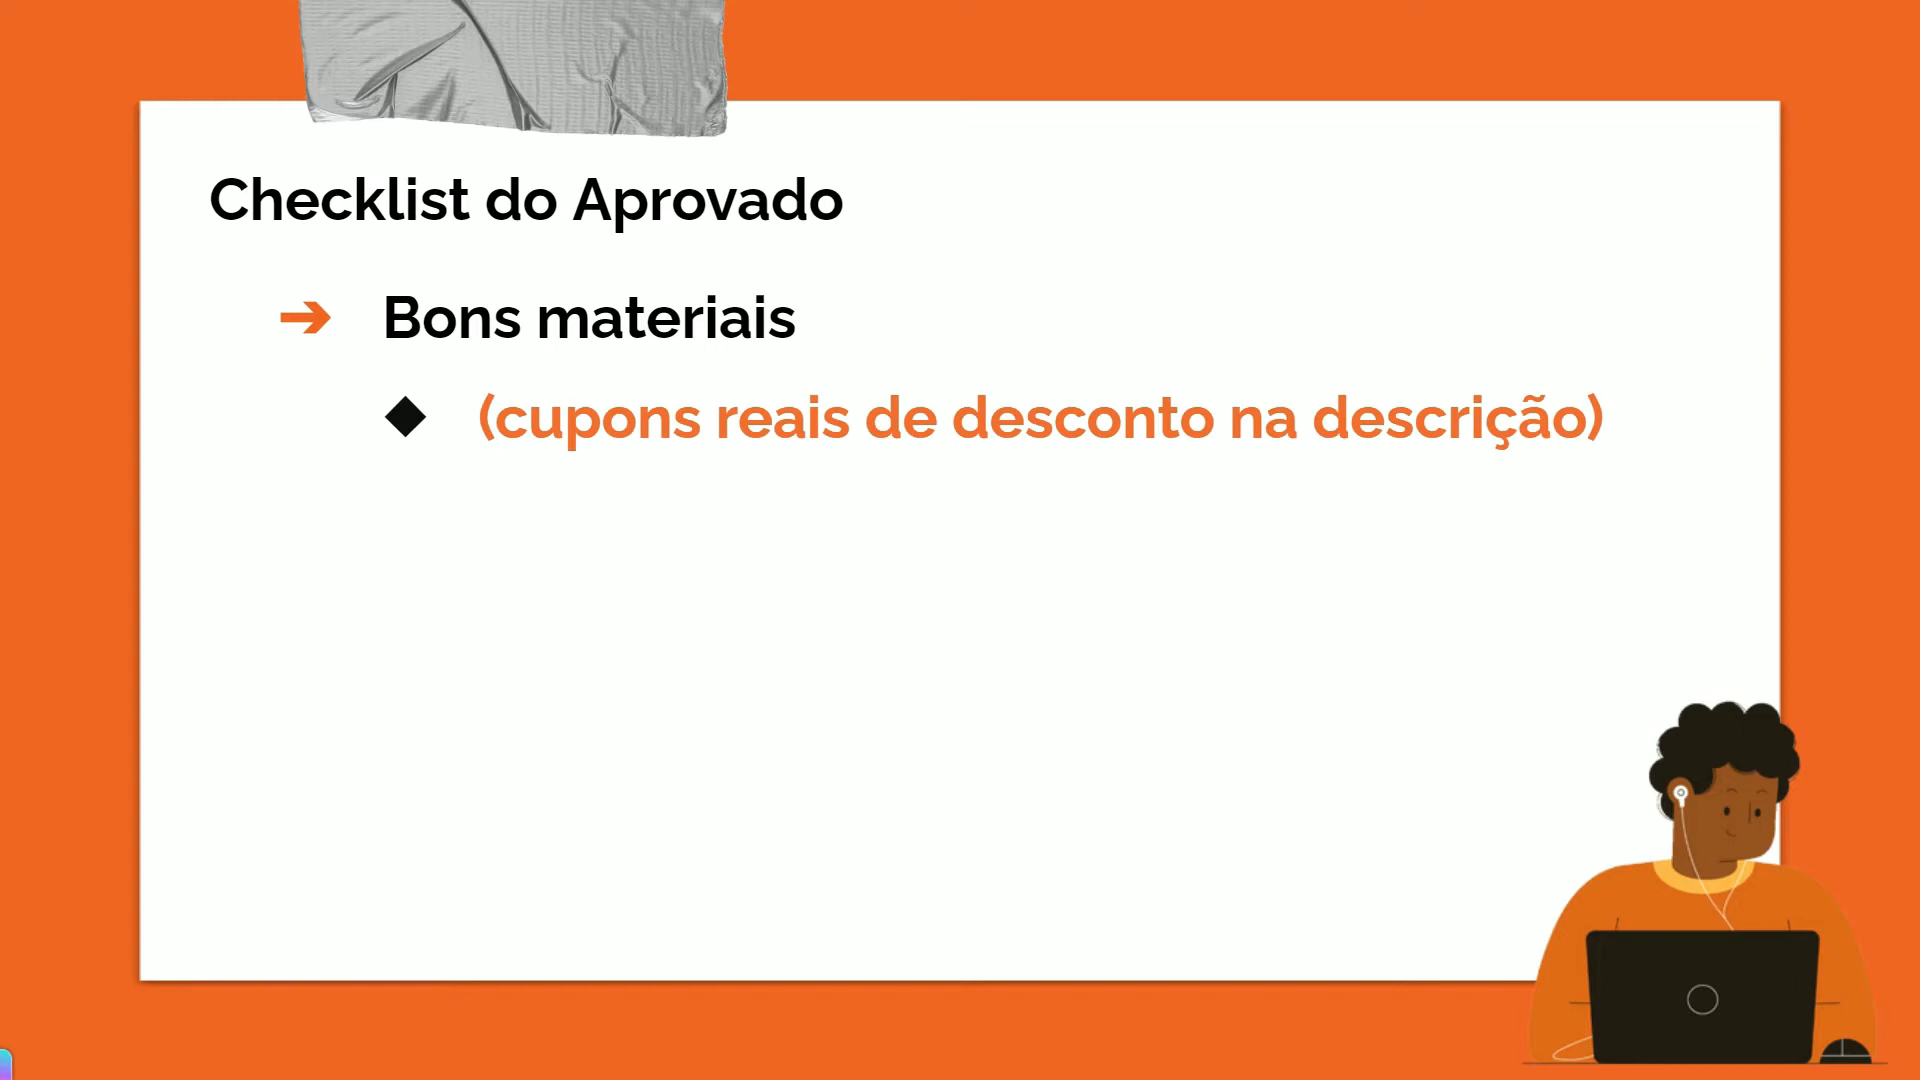 Checklist do Aprovado
➔ Bons materiais
◆ (cupons reais de desconto na descrição)